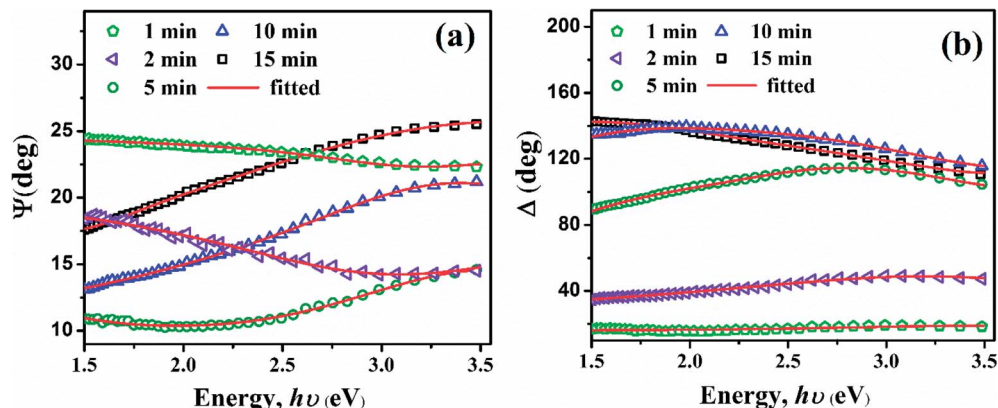 (a)
1 min 10 min
2 min 15 min
5 min fitted
Ψ(deg)
30
25
20
15
10
1.5 2.0 2.5 3.0 3.5
Energy, hυ (eV)
(b)
1 min 10 min
2 min 15 min
5 min fitted
Δ (deg)
200
160
120
80
40
1.5 2.0 2.5 3.0 3.5
Energy, hυ (eV)